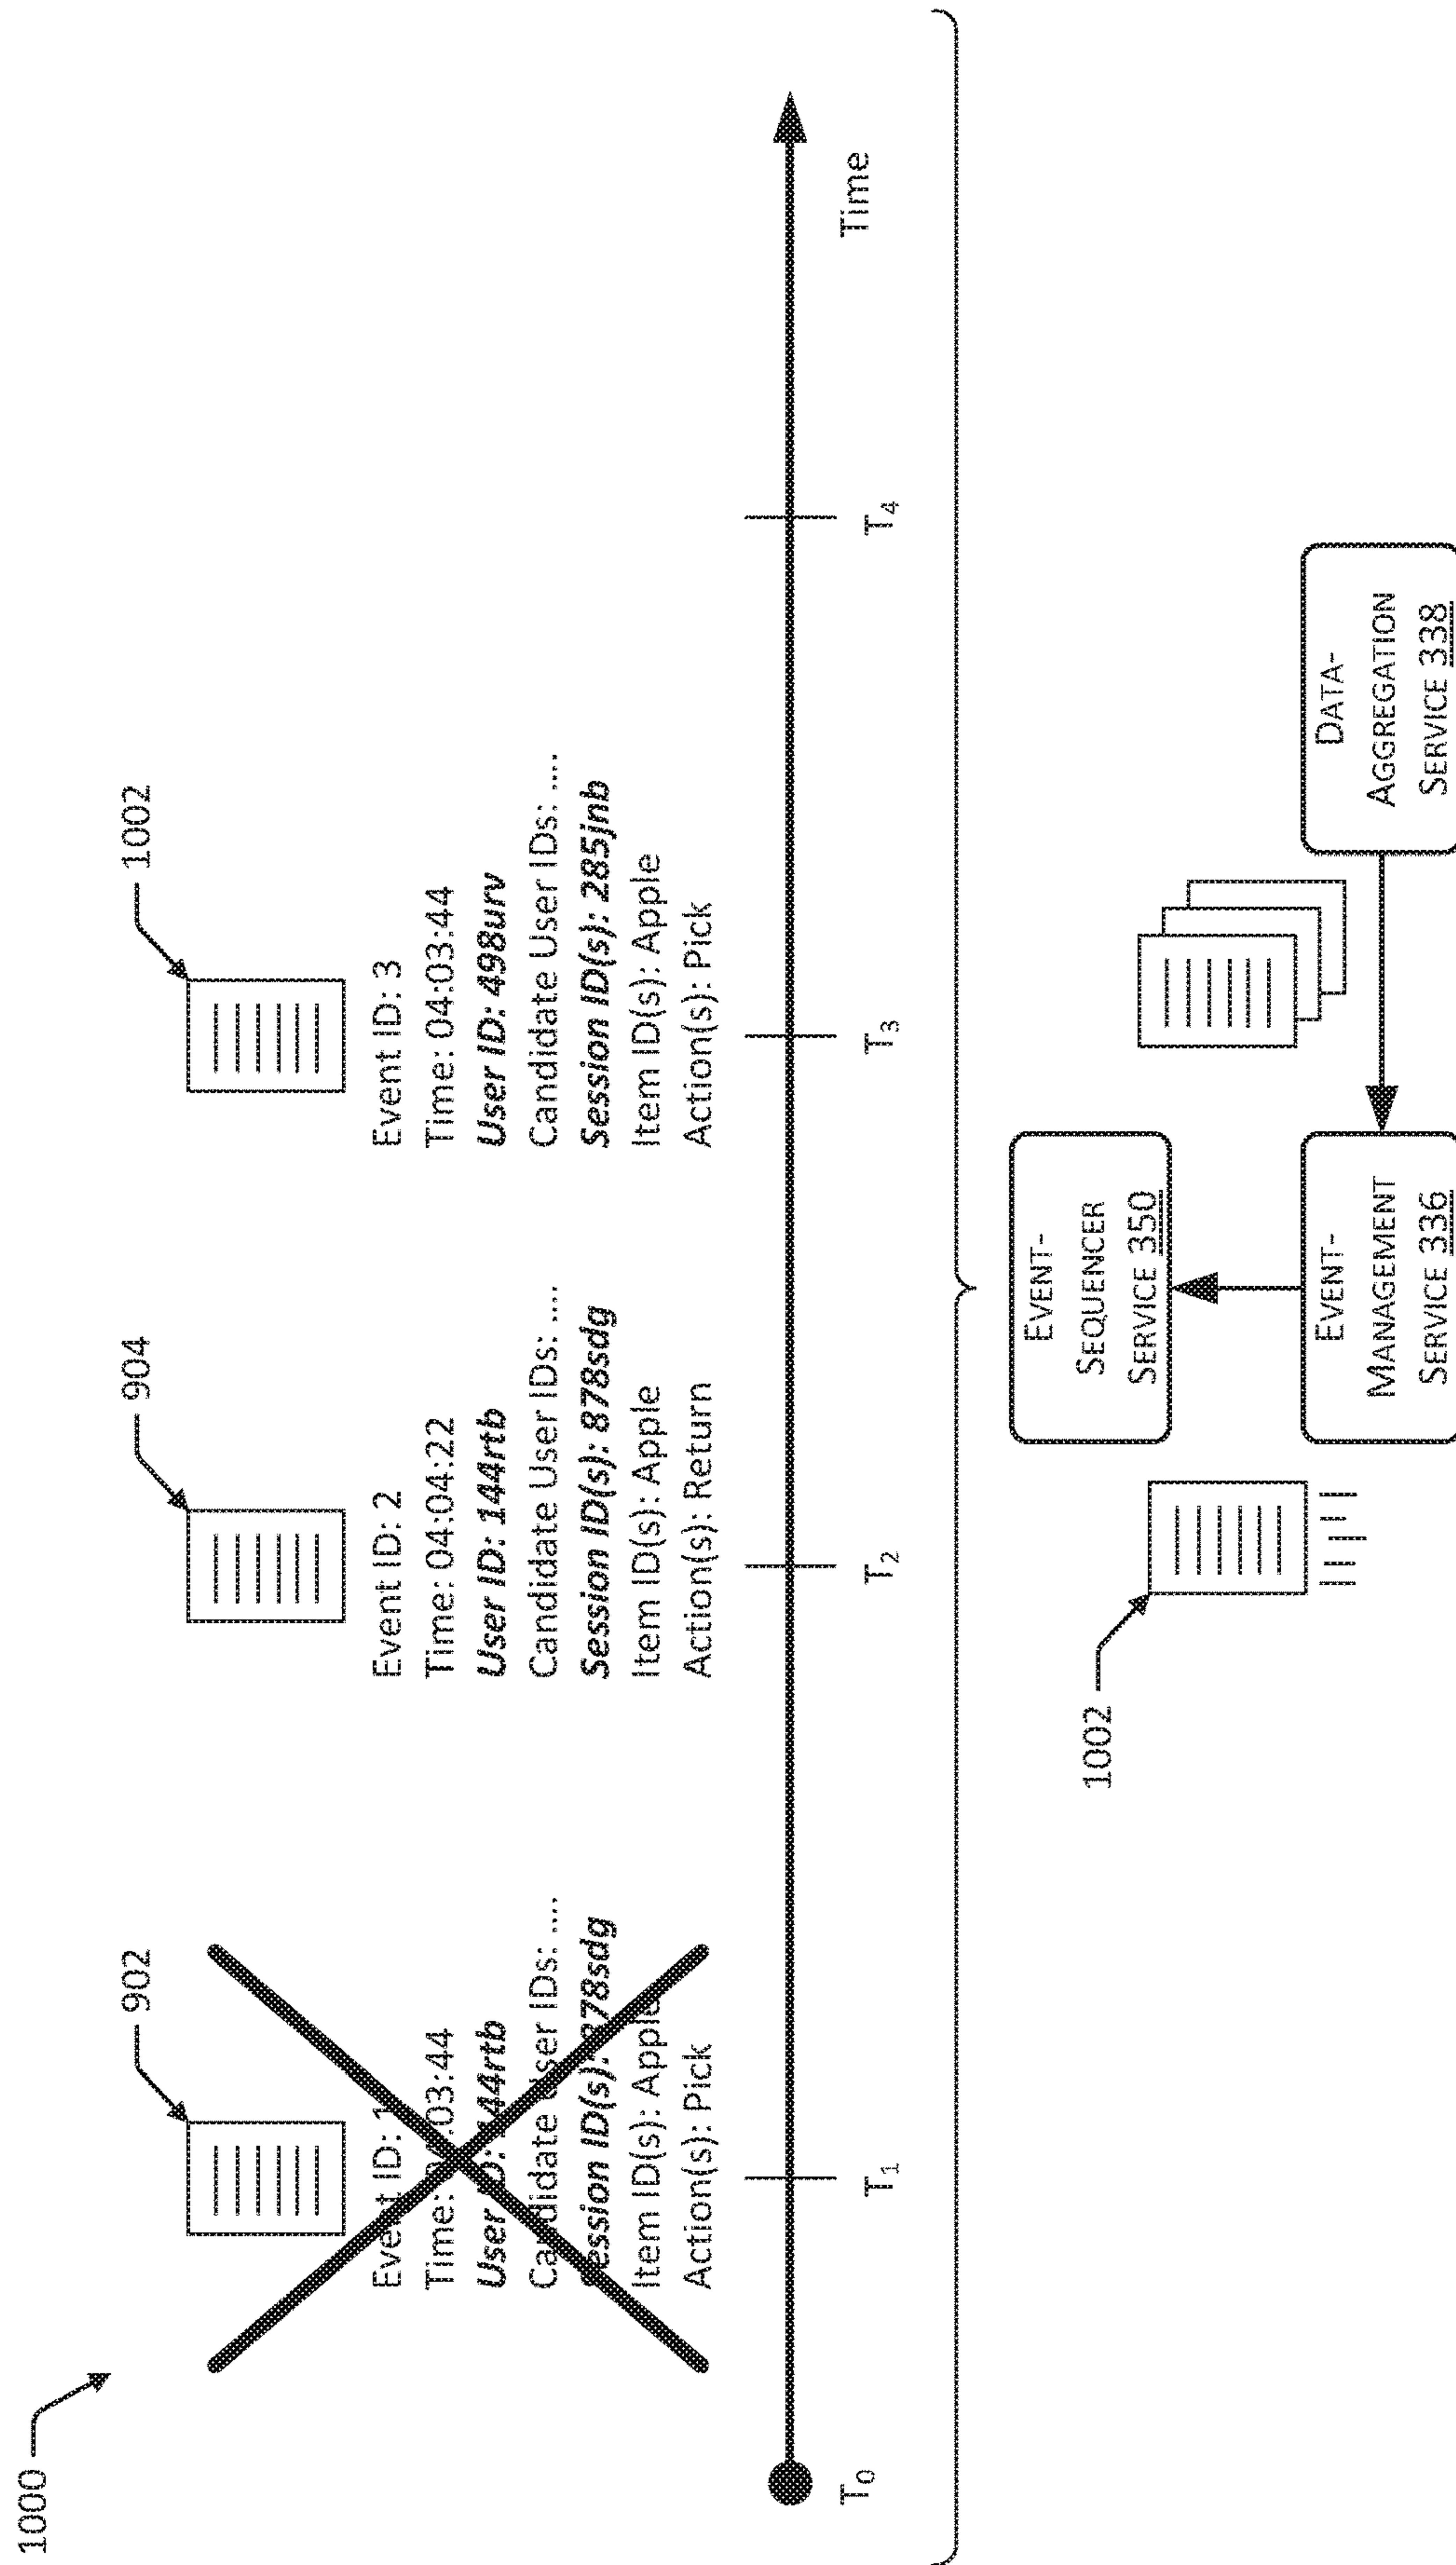 1000
902
Event ID: 1
Time: 04:03:44
User ID: 144rtb
Candidate User IDs: ....
Session ID(s): 878sdg
Item ID(s): Apple
Action(s): Pick
904
Event ID: 2
Time: 04:04:22
User ID: 144rtb
Candidate User IDs: ....
Session ID(s): 878sdg
Item ID(s): Apple
Action(s): Return
1002
Event ID: 3
Time: 04:03:44
User ID: 498urv
Candidate User IDs: ....
Session ID(s): 285jnb
Item ID(s): Apple
Action(s): Pick
T0
T1
T2
T3
T4
Time
1002
EVENT-
SEQUENCER
SERVICE 350
EVENT-
MANAGEMENT
SERVICE 336
DATA-
AGGREGATION
SERVICE 338